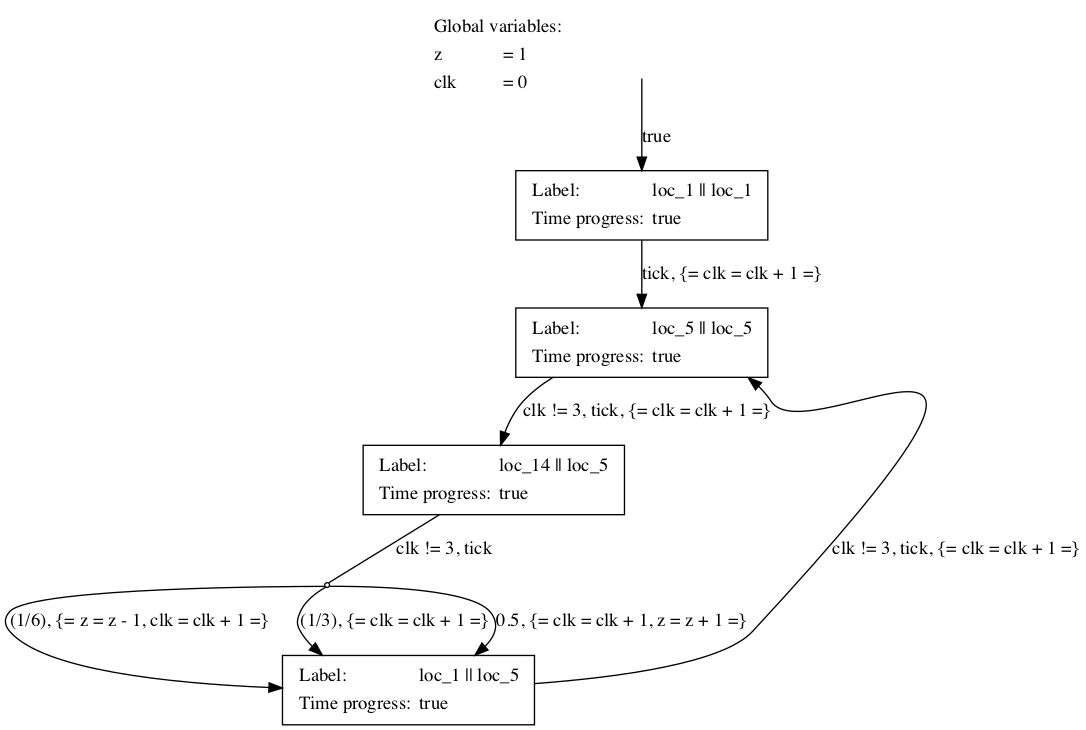 Global variables:
z = 1
clk = 0
true
Label: loc_1 || loc_1
Time progress: true
tick, {= clk = clk + 1 =}
Label: loc_5 || loc_5
Time progress: true
clk != 3, tick, {= clk = clk + 1 =}
Label: loc_14 || loc_5
Time progress: true
clk != 3, tick
clk != 3, tick, {= clk = clk + 1 =}
(1/6), {= z = z - 1, clk = clk + 1 =}
(1/3), {= clk = clk + 1 =}
0.5, {= clk = clk + 1, z = z + 1 =}
Label: loc_1 || loc_5
Time progress: true